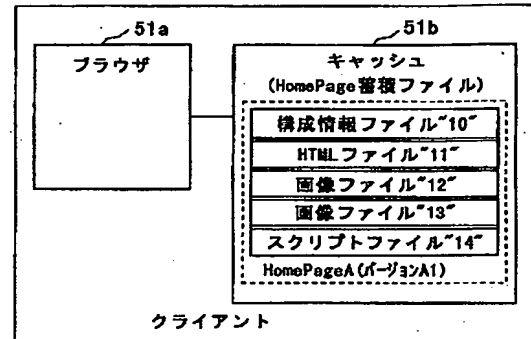 51a
51b
ブラウザ
キャッシュ
(HomePage蓄積ファイル)
構成情報ファイル"10"
HTMLファイル"11"
画像ファイル"12"
画像ファイル"13"
スクリプトファイル"14"
HomePageA(バージョンA1)
クライアント